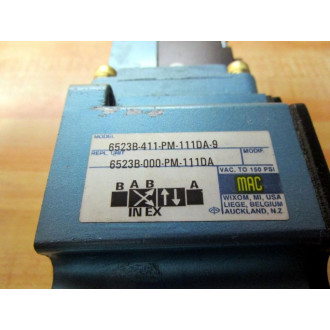 MODEL
6523B-411-PM-111DA-9
REPL. UNIT
MODIF.
6523B-000-PM-111DA
VAC. TO 150 PSI
B A B A
IN EX
MAC
WIXOM, MI, USA
LIEGE, BELGIUM
AUCKLAND, N.Z.